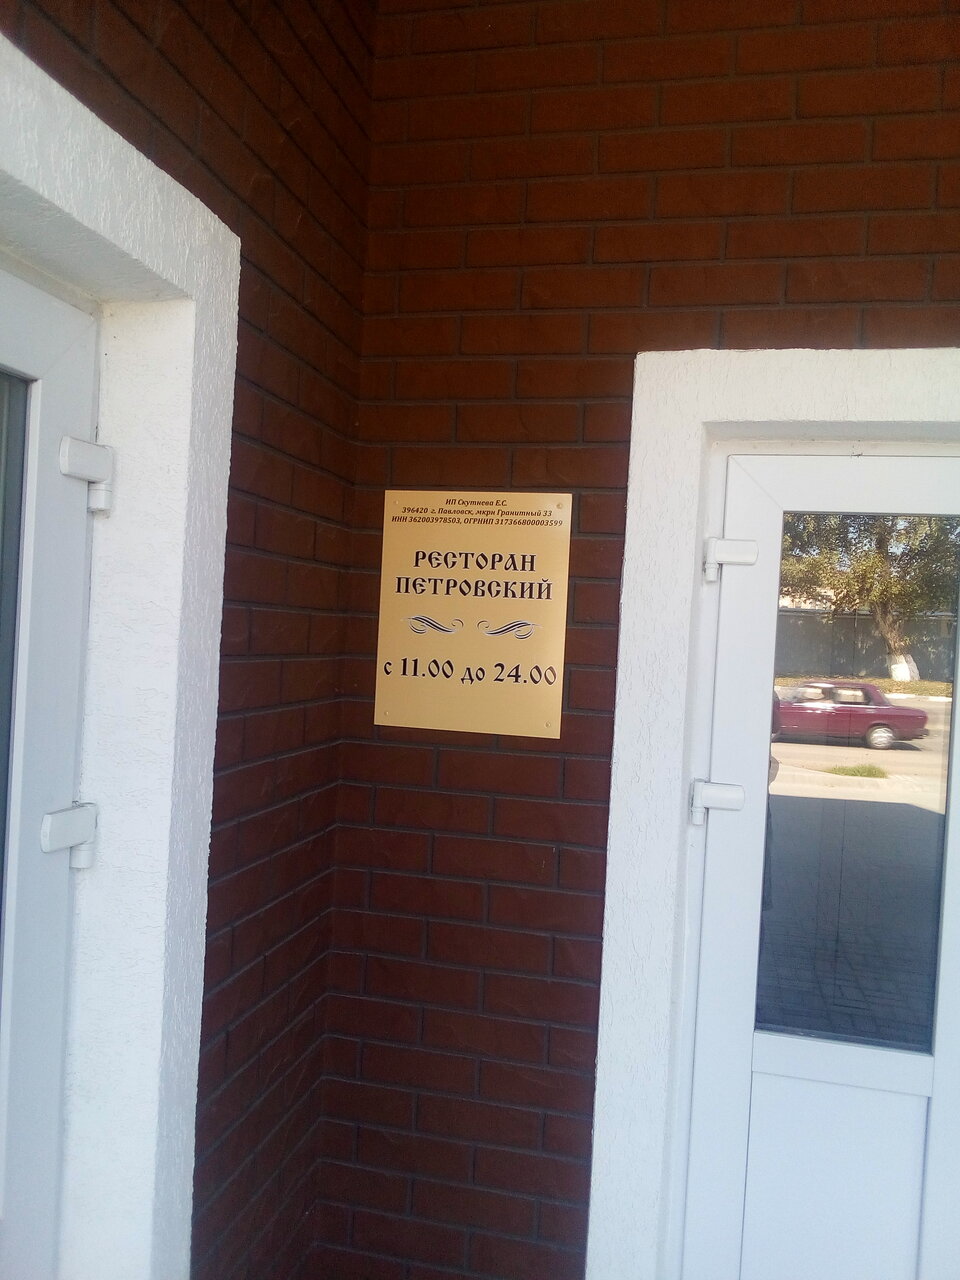 ИП Скутнева Е.С.
396420 г. Павловск, мкрн Гранитный 33
ИНН 362003978503, ОГРНИП 317366800003599
РЕСТОРАН
ПЕТРОВСКИЙ
с 11.00 до 24.00